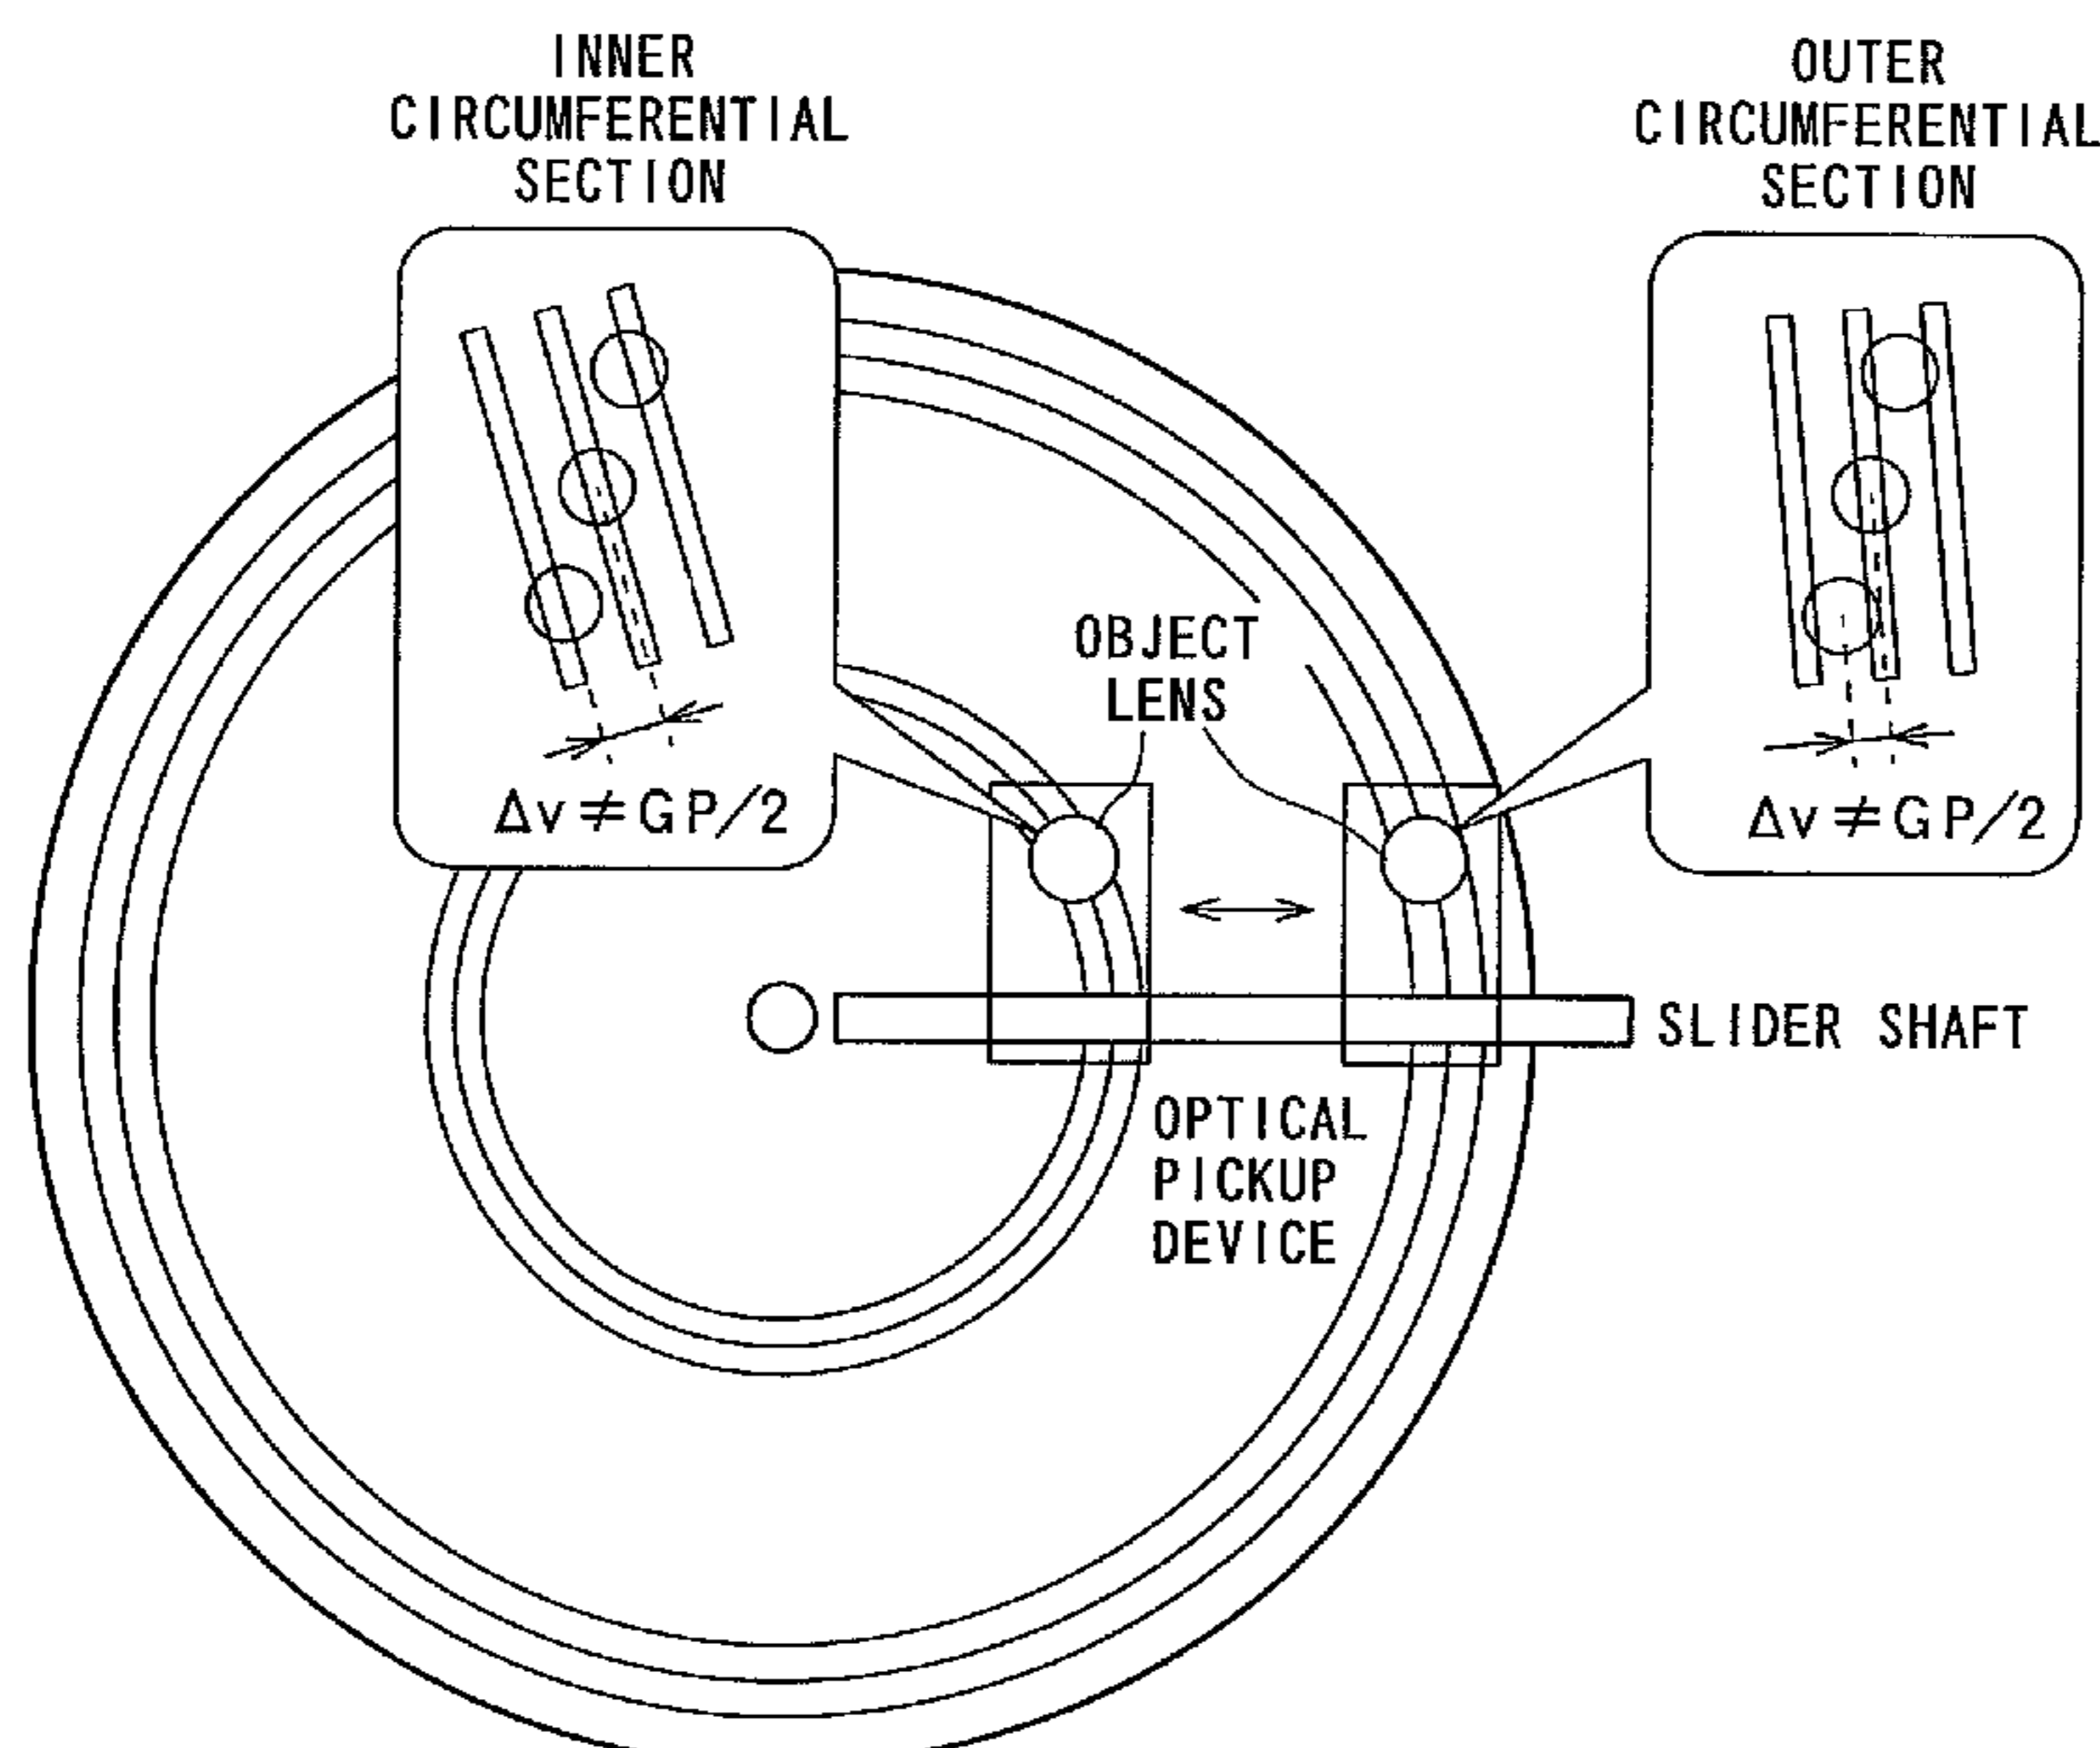 INNER
CIRCUMFERENTIAL
SECTION
OUTER
CIRCUMFERENTIAL
SECTION
OBJECT
LENS
Δv≠GP/2
Δv≠GP/2
SLIDER SHAFT
OPTICAL
PICKUP
DEVICE